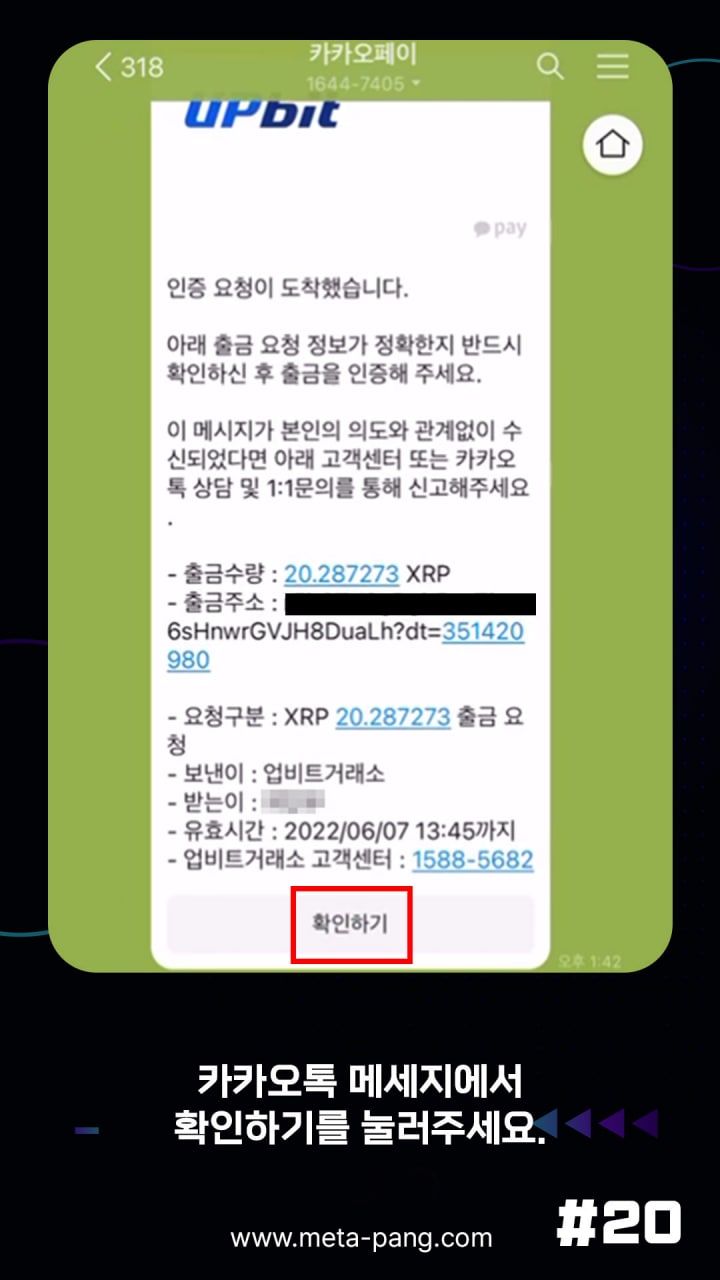 318
카카오페이
1644-7405
UPbit
pay
인증 요청이 도착했습니다.
아래 출금 요청 정보가 정확한지 반드시
확인하신 후 출금을 인증해 주세요.
이 메시지가 본인의 의도와 관계없이 수
신되었다면 아래 고객센터 또는 카카오
톡 상담 및 1:1문의를 통해 신고해주세요
.
- 출금수량 : 20.287273 XRP
- 출금주소 :
6sHnwrGVJH8DuaLh?dt=351420
980
- 요청구분 : XRP 20.287273 출금 요
청
- 보낸이 : 업비트거래소
- 받는이 :
- 유효시간 : 2022/06/07 13:45까지
- 업비트거래소 고객센터 : 1588-5682
확인하기
오후 1:42
카카오톡 메세지에서
확인하기를 눌러주세요.
#20
www.meta-pang.com